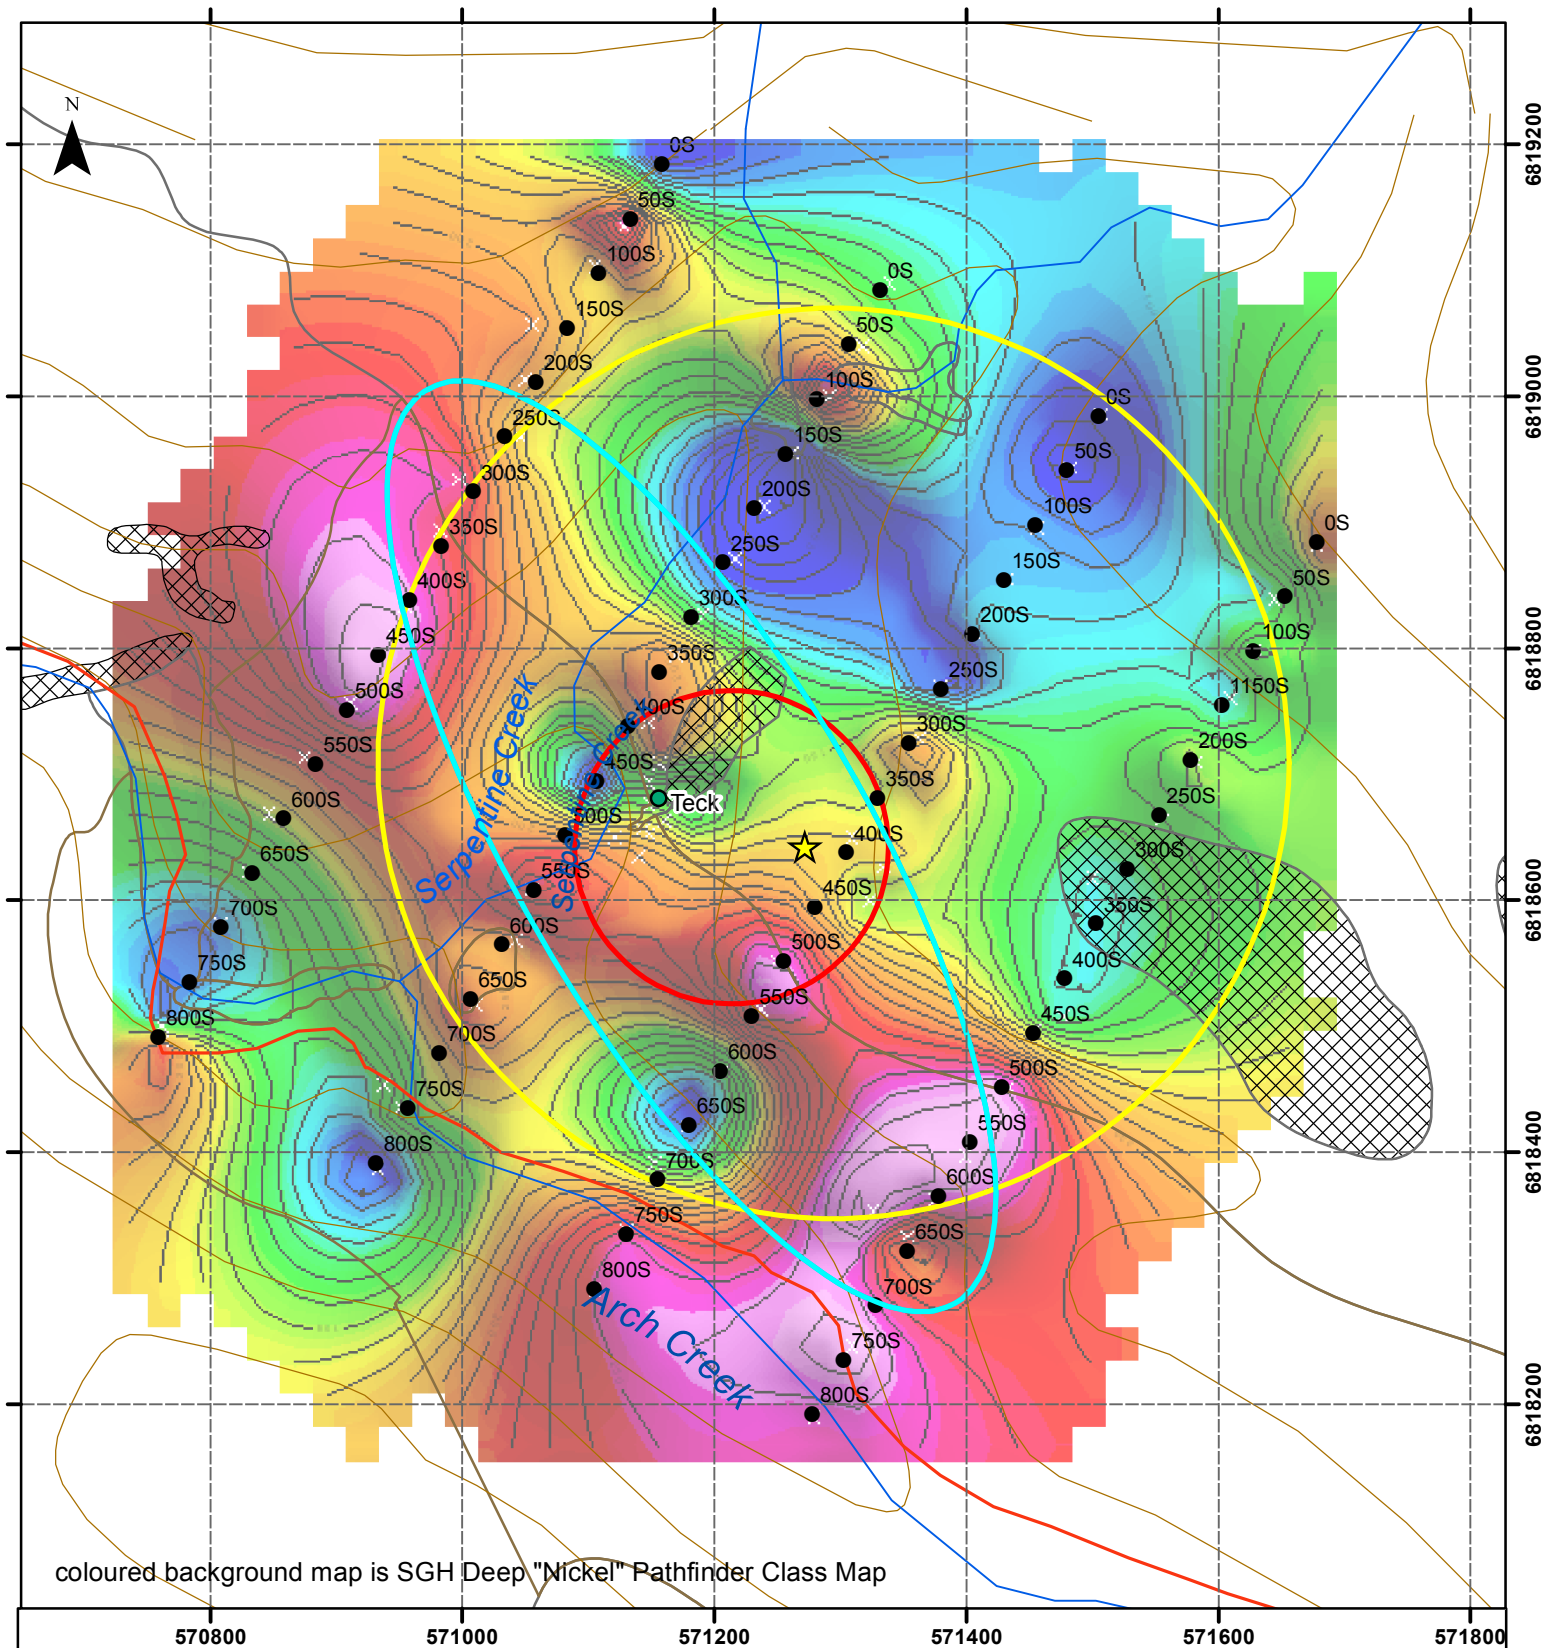 N
6819200
6819000
6818800
6818600
6818400
6818200
0S
50S
100S
150S
200S
250S
300S
350S
400S
450S
500S
550S
600S
650S
700S
750S
800S
0S
50S
100S
150S
200S
250S
300S
350S
400S
450S
500S
550S
600S
650S
700S
750S
800S
0S
50S
100S
150S
200S
250S
300S
350S
400S
450S
500S
550S
600S
650S
700S
750S
800S
0S
50S
100S
1150S
200S
250S
300S
350S
400S
450S
500S
550S
600S
650S
700S
750S
800S
Teck
Serpentine Creek
Serpentine Creek
Arch Creek
coloured background map is SGH Deep "Nickel" Pathfinder Class Map
570800
571000
571200
571400
571600
571800